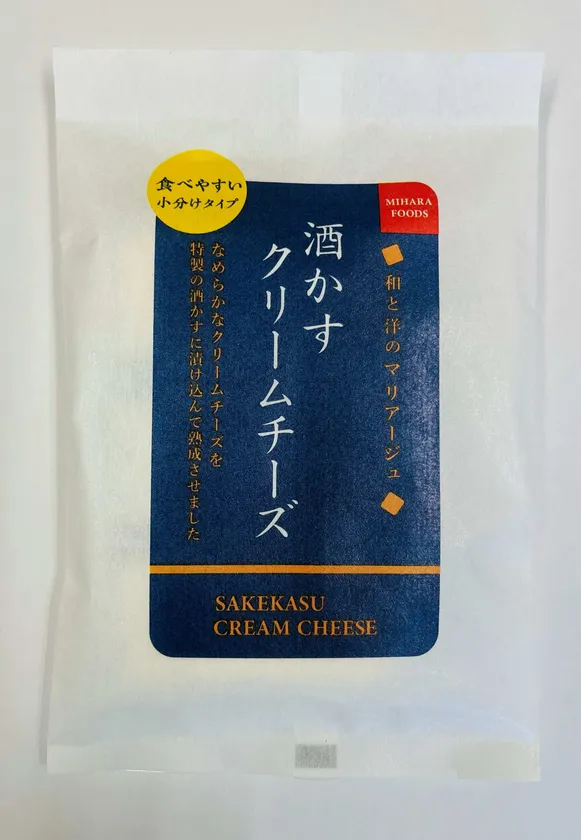 食べやすい
小分けタイプ
MIHARA
FOODS
和と洋のマリアージュ
酒かす
クリームチーズ
なめらかなクリームチーズを
特製の酒かすに漬け込んで熟成させました
SAKEKASU
CREAM CHEESE